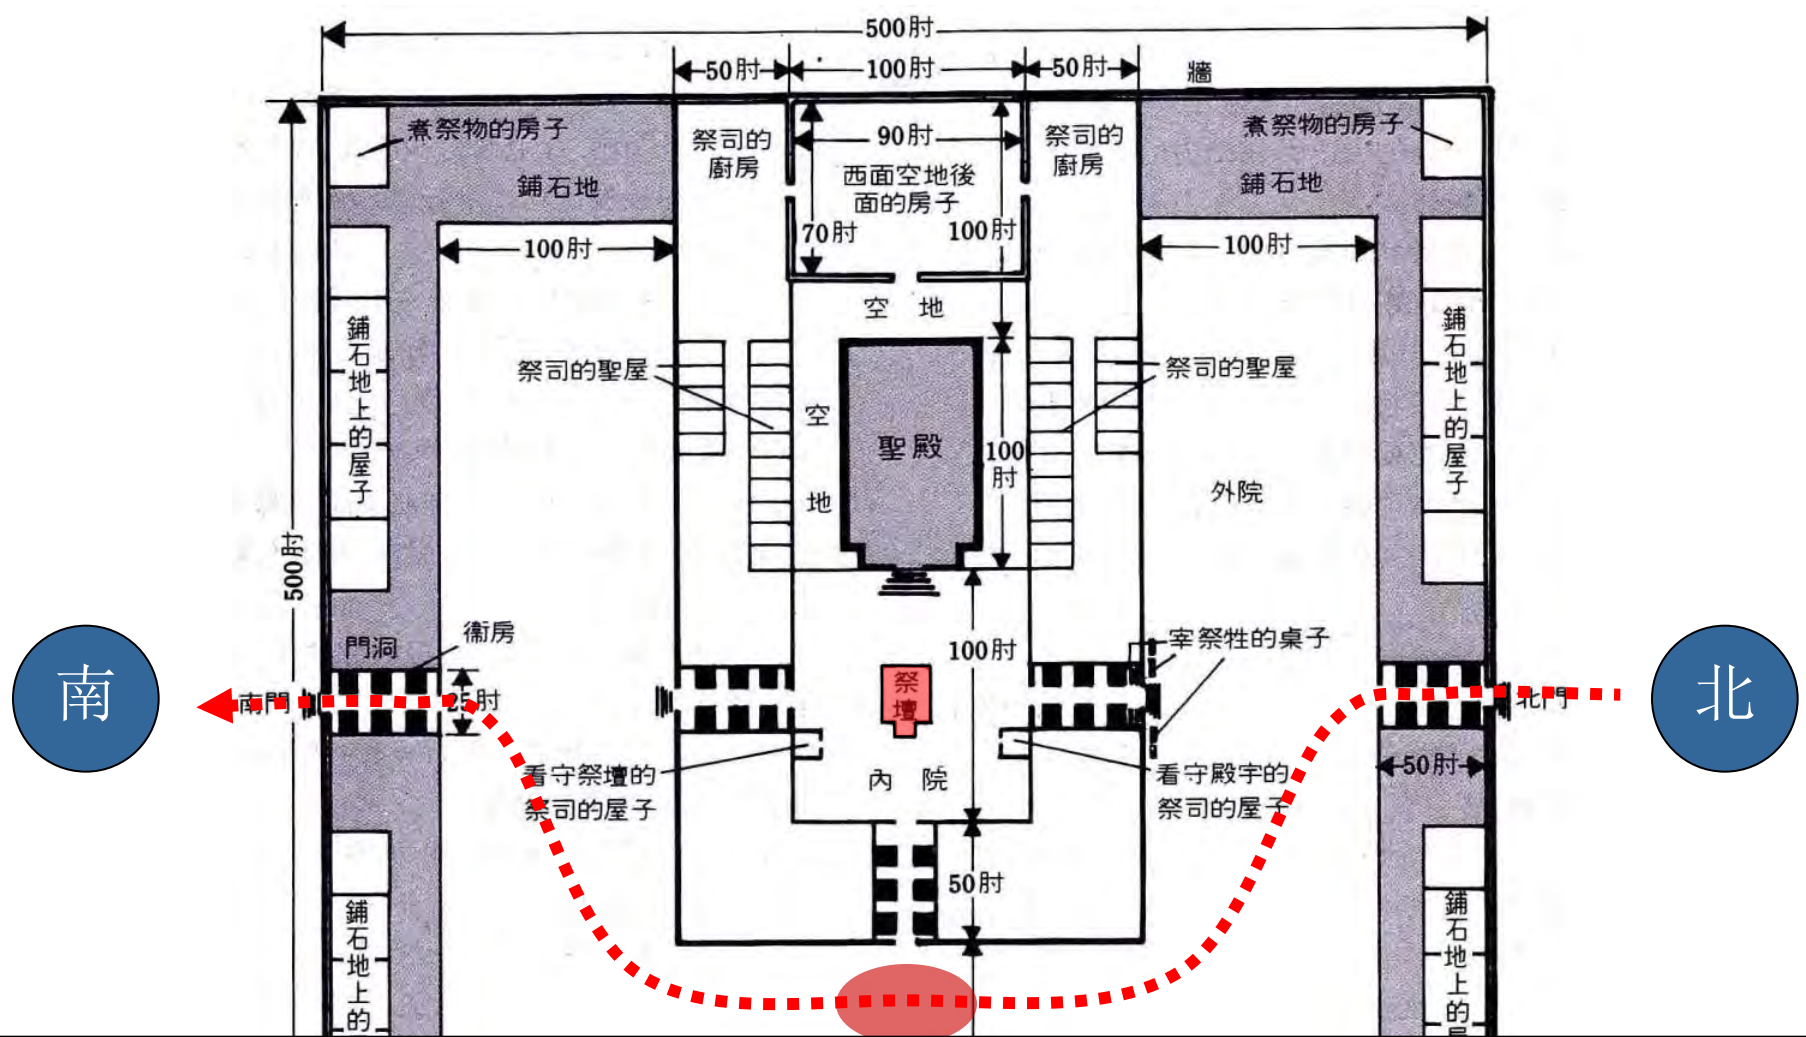 500肘
50肘
100肘
50肘
牆
煮祭物的房子
祭司的
廚房
90肘
祭司的
廚房
煮祭物的房子
鋪石地
西面空地後
面的房子
鋪石地
100肘
70肘
100肘
100肘
空 地
鋪石地上的屋子
祭司的聖屋
祭司的聖屋
鋪石地上的屋子
空地
聖殿
100
肘
外院
500肘
門洞
衞房
100肘
宰祭牲的桌子
南
南門
25肘
祭
壇
北門
北
看守祭壇的
祭司的屋子
內 院
看守殿宇的
祭司的屋子
50肘
50肘
鋪石地上的
鋪石地上的屋